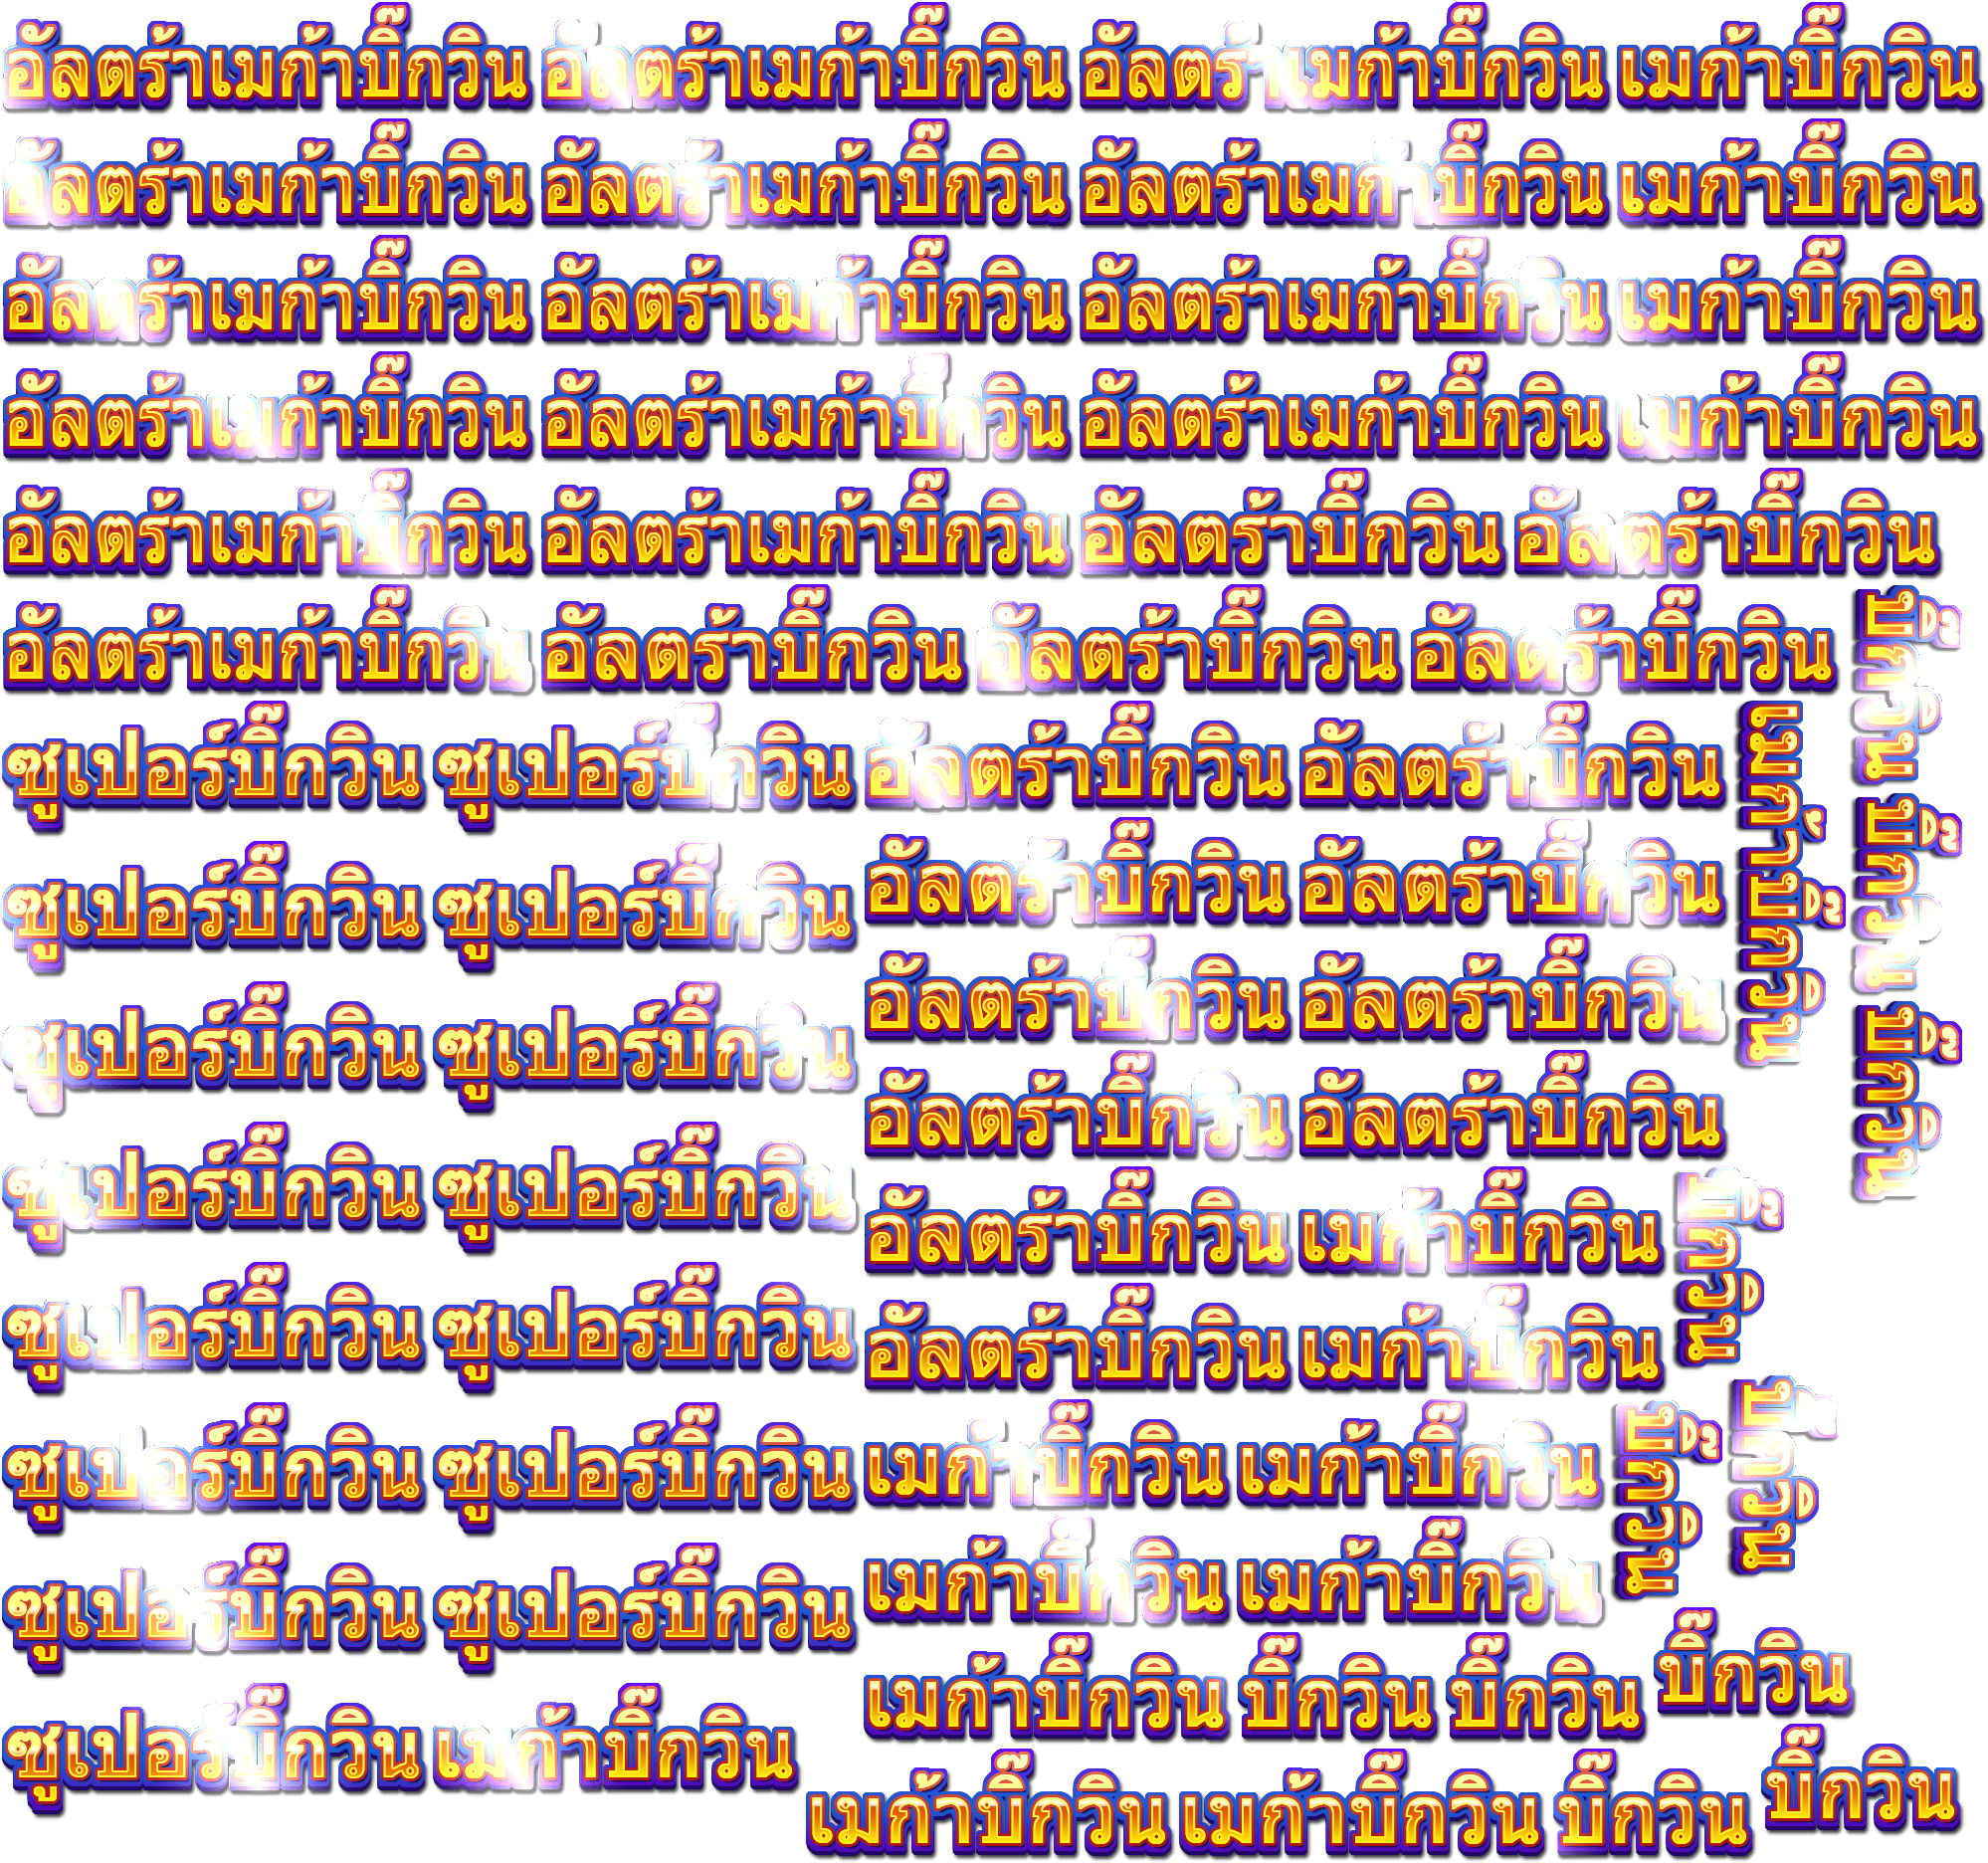 อัลตร้าเมก้าบิ๊กวิน อัลตร้าเมก้าบิ๊กวิน อัลตร้าเมก้าบิ๊กวิน เมก้าบิ๊กวิน
อัลตร้าเมก้าบิ๊กวิน อัลตร้าเมก้าบิ๊กวิน อัลตร้าเมก้าบิ๊กวิน เมก้าบิ๊กวิน
อัลตร้าเมก้าบิ๊กวิน อัลตร้าเมก้าบิ๊กวิน อัลตร้าเมก้าบิ๊กวิน เมก้าบิ๊กวิน
อัลตร้าเมก้าบิ๊กวิน อัลตร้าเมก้าบิ๊กวิน อัลตร้าเมก้าบิ๊กวิน เมก้าบิ๊กวิน
อัลตร้าเมก้าบิ๊กวิน อัลตร้าเมก้าบิ๊กวิน อัลตร้าบิ๊กวิน อัลตร้าบิ๊กวิน
อัลตร้าเมก้าบิ๊กวิน อัลตร้าบิ๊กวิน อัลตร้าบิ๊กวิน อัลตร้าบิ๊กวิน บิ๊กวิน
ซูเปอร์บิ๊กวิน ซูเปอร์บิ๊กวิน อัลตร้าบิ๊กวิน อัลตร้าบิ๊กวิน เมก้าบิ๊กวิน บิ๊กวิน
ซูเปอร์บิ๊กวิน ซูเปอร์บิ๊กวิน อัลตร้าบิ๊กวิน อัลตร้าบิ๊กวิน
ซูเปอร์บิ๊กวิน ซูเปอร์บิ๊กวิน อัลตร้าบิ๊กวิน อัลตร้าบิ๊กวิน บิ๊กวิน
ซูเปอร์บิ๊กวิน ซูเปอร์บิ๊กวิน อัลตร้าบิ๊กวิน อัลตร้าบิ๊กวิน
อัลตร้าบิ๊กวิน เมก้าบิ๊กวิน บิ๊กวิน
ซูเปอร์บิ๊กวิน ซูเปอร์บิ๊กวิน อัลตร้าบิ๊กวิน เมก้าบิ๊กวิน
ซูเปอร์บิ๊กวิน ซูเปอร์บิ๊กวิน เมก้าบิ๊กวิน เมก้าบิ๊กวิน บิ๊กวิน บิ๊กวิน
ซูเปอร์บิ๊กวิน ซูเปอร์บิ๊กวิน เมก้าบิ๊กวิน เมก้าบิ๊กวิน
เมก้าบิ๊กวิน บิ๊กวิน บิ๊กวิน บิ๊กวิน
ซูเปอร์บิ๊กวิน เมก้าบิ๊กวิน
เมก้าบิ๊กวิน เมก้าบิ๊กวิน บิ๊กวิน บิ๊กวิน